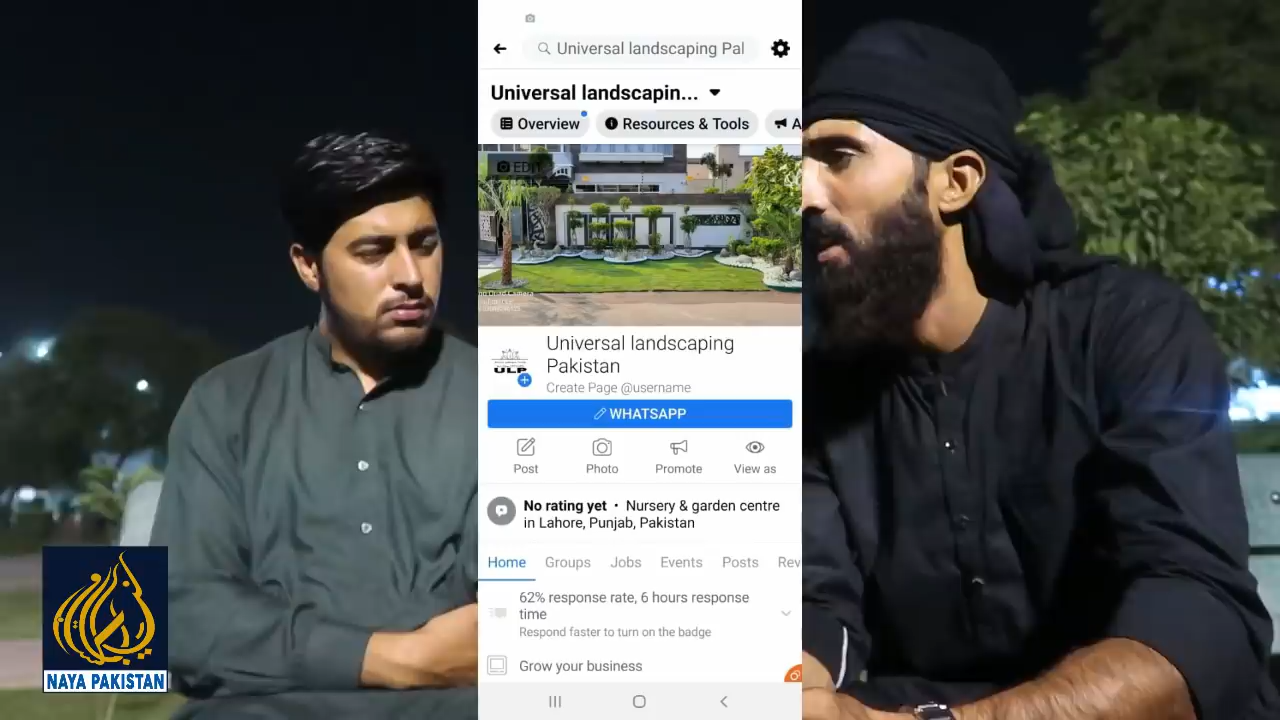 Universal landscaping Pal
Universal landscapin...
Overview
Resources & Tools
A
EDIT
Universal landscaping
Pakistan
ULP
Create Page @username
WHATSAPP
Post
Photo
Promote
View as
No rating yet · Nursery & garden centre
in Lahore, Punjab, Pakistan
Home
Groups
Jobs
Events
Posts
Rev
62% response rate, 6 hours response
time
Respond faster to turn on the badge
Grow your business
NAYA PAKISTAN